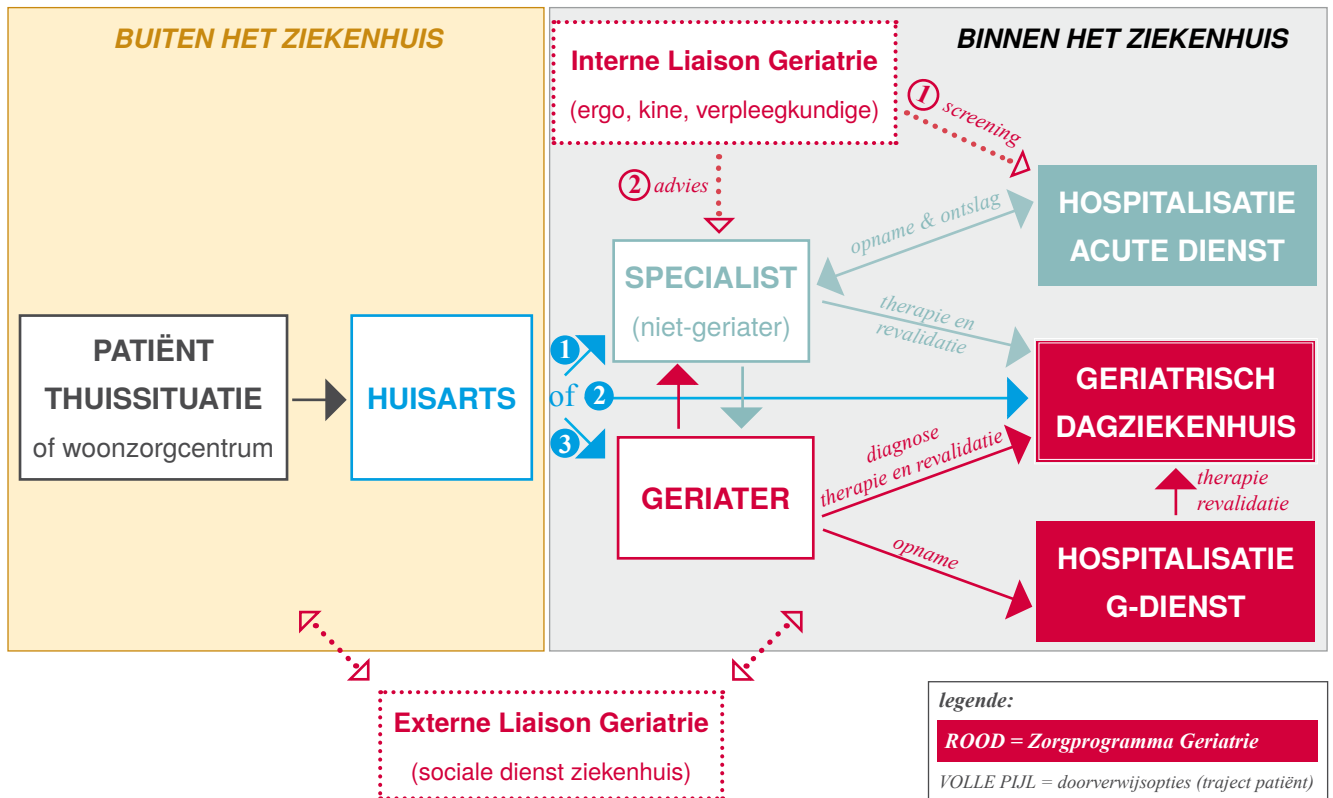 BUITEN HET ZIEKENHUIS
BINNEN HET ZIEKENHUIS
Interne Liaison Geriatrie
(ergo, kine, verpleegkundige)
1 screening
2 advies
HOSPITALISATIE
ACUTE DIENST
opname & ontslag
SPECIALIST
(niet-geriater)
therapie en
revalidatie
PATIËNT
THUISSITUATIE
of woonzorgcentrum
HUISARTS
1
of 2
3
GERIATRISCH
DAGZIEKENHUIS
diagnose
therapie en revalidatie
GERIATER
therapie
revalidatie
opname
HOSPITALISATIE
G-DIENST
Externe Liaison Geriatrie
(sociale dienst ziekenhuis)
legende:
ROOD = Zorgprogramma Geriatrie
VOLLE PIJL = doorverwijsopties (traject patiënt)